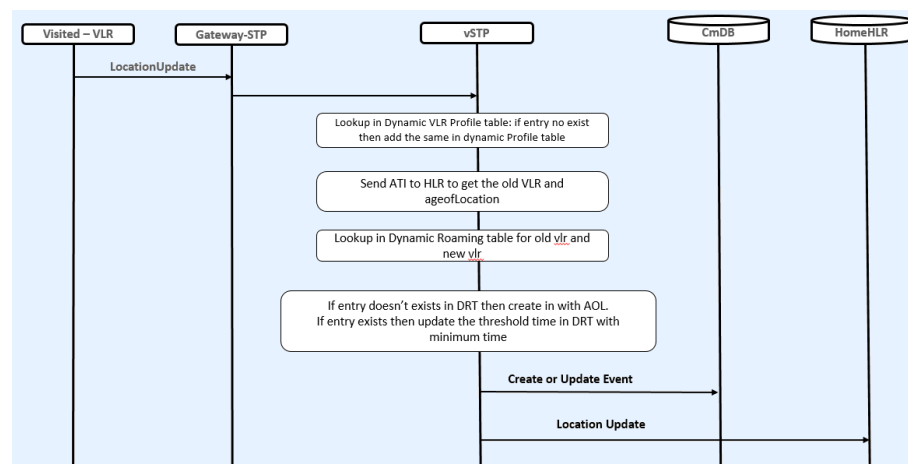 Visited – VLR
Gateway-STP
vSTP
CmDB
HomeHLR
LocationUpdate
Lookup in Dynamic VLR Profile table: if entry no exist
then add the same in dynamic Profile table
Send ATI to HLR to get the old VLR and
ageofLocation
Lookup in Dynamic Roaming table for old vlr and
new vlr
If entry doesn’t exists in DRT then create in with AOL.
If entry exists then update the threshold time in DRT with
minimum time
Create or Update Event
Location Update